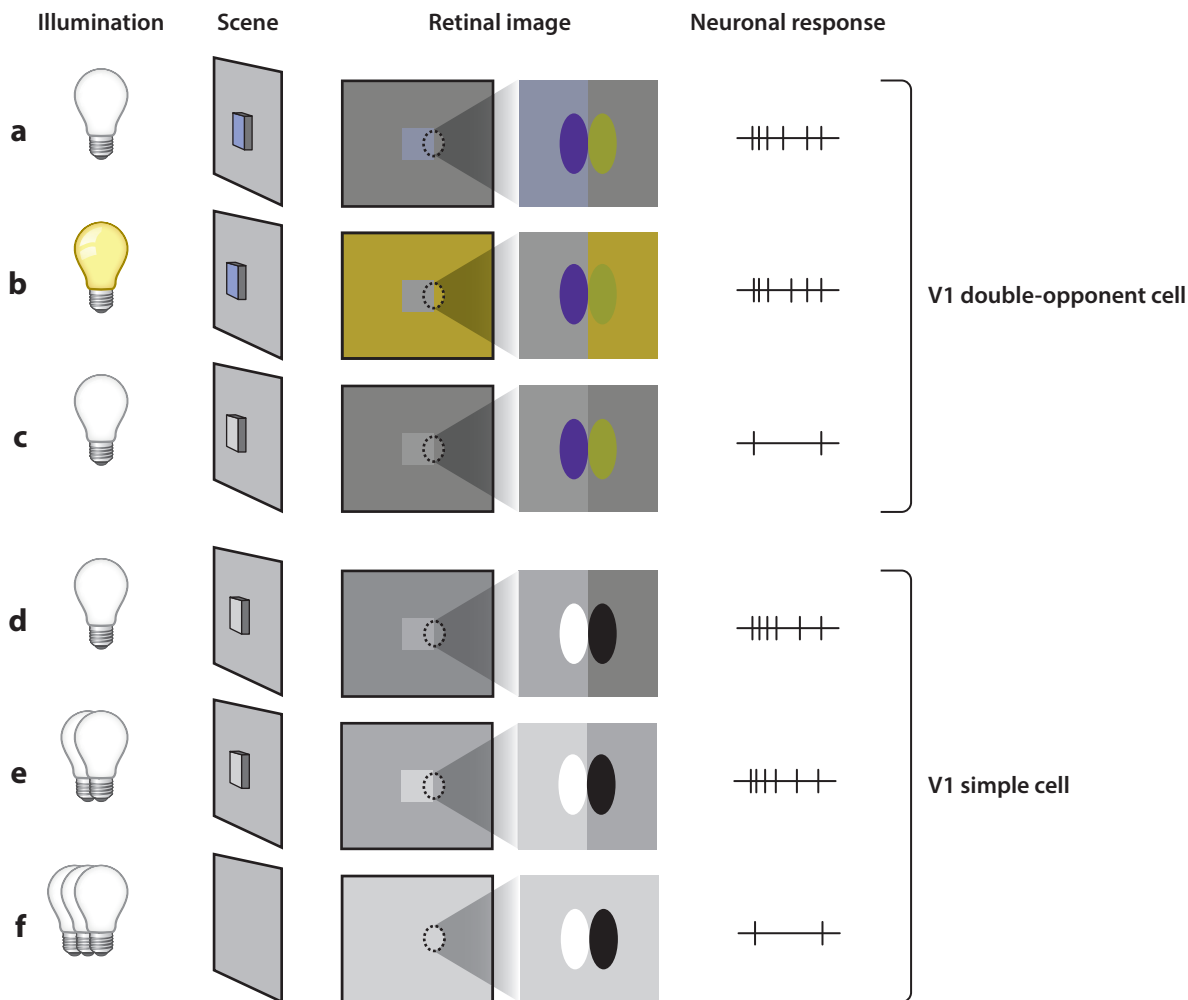 Illumination Scene Retinal image Neuronal response
a
b
V1 double-opponent cell
c
d
e
V1 simple cell
f